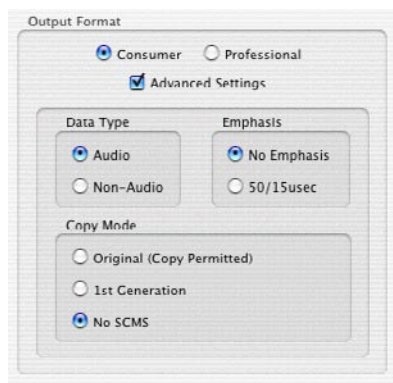 Output Format
Consumer Professional
Advanced Settings
Data Type Emphasis
Audio No Emphasis
Non-Audio 50/15usec
Copy Mode
Original (Copy Permitted)
1st Generation
No SCMS